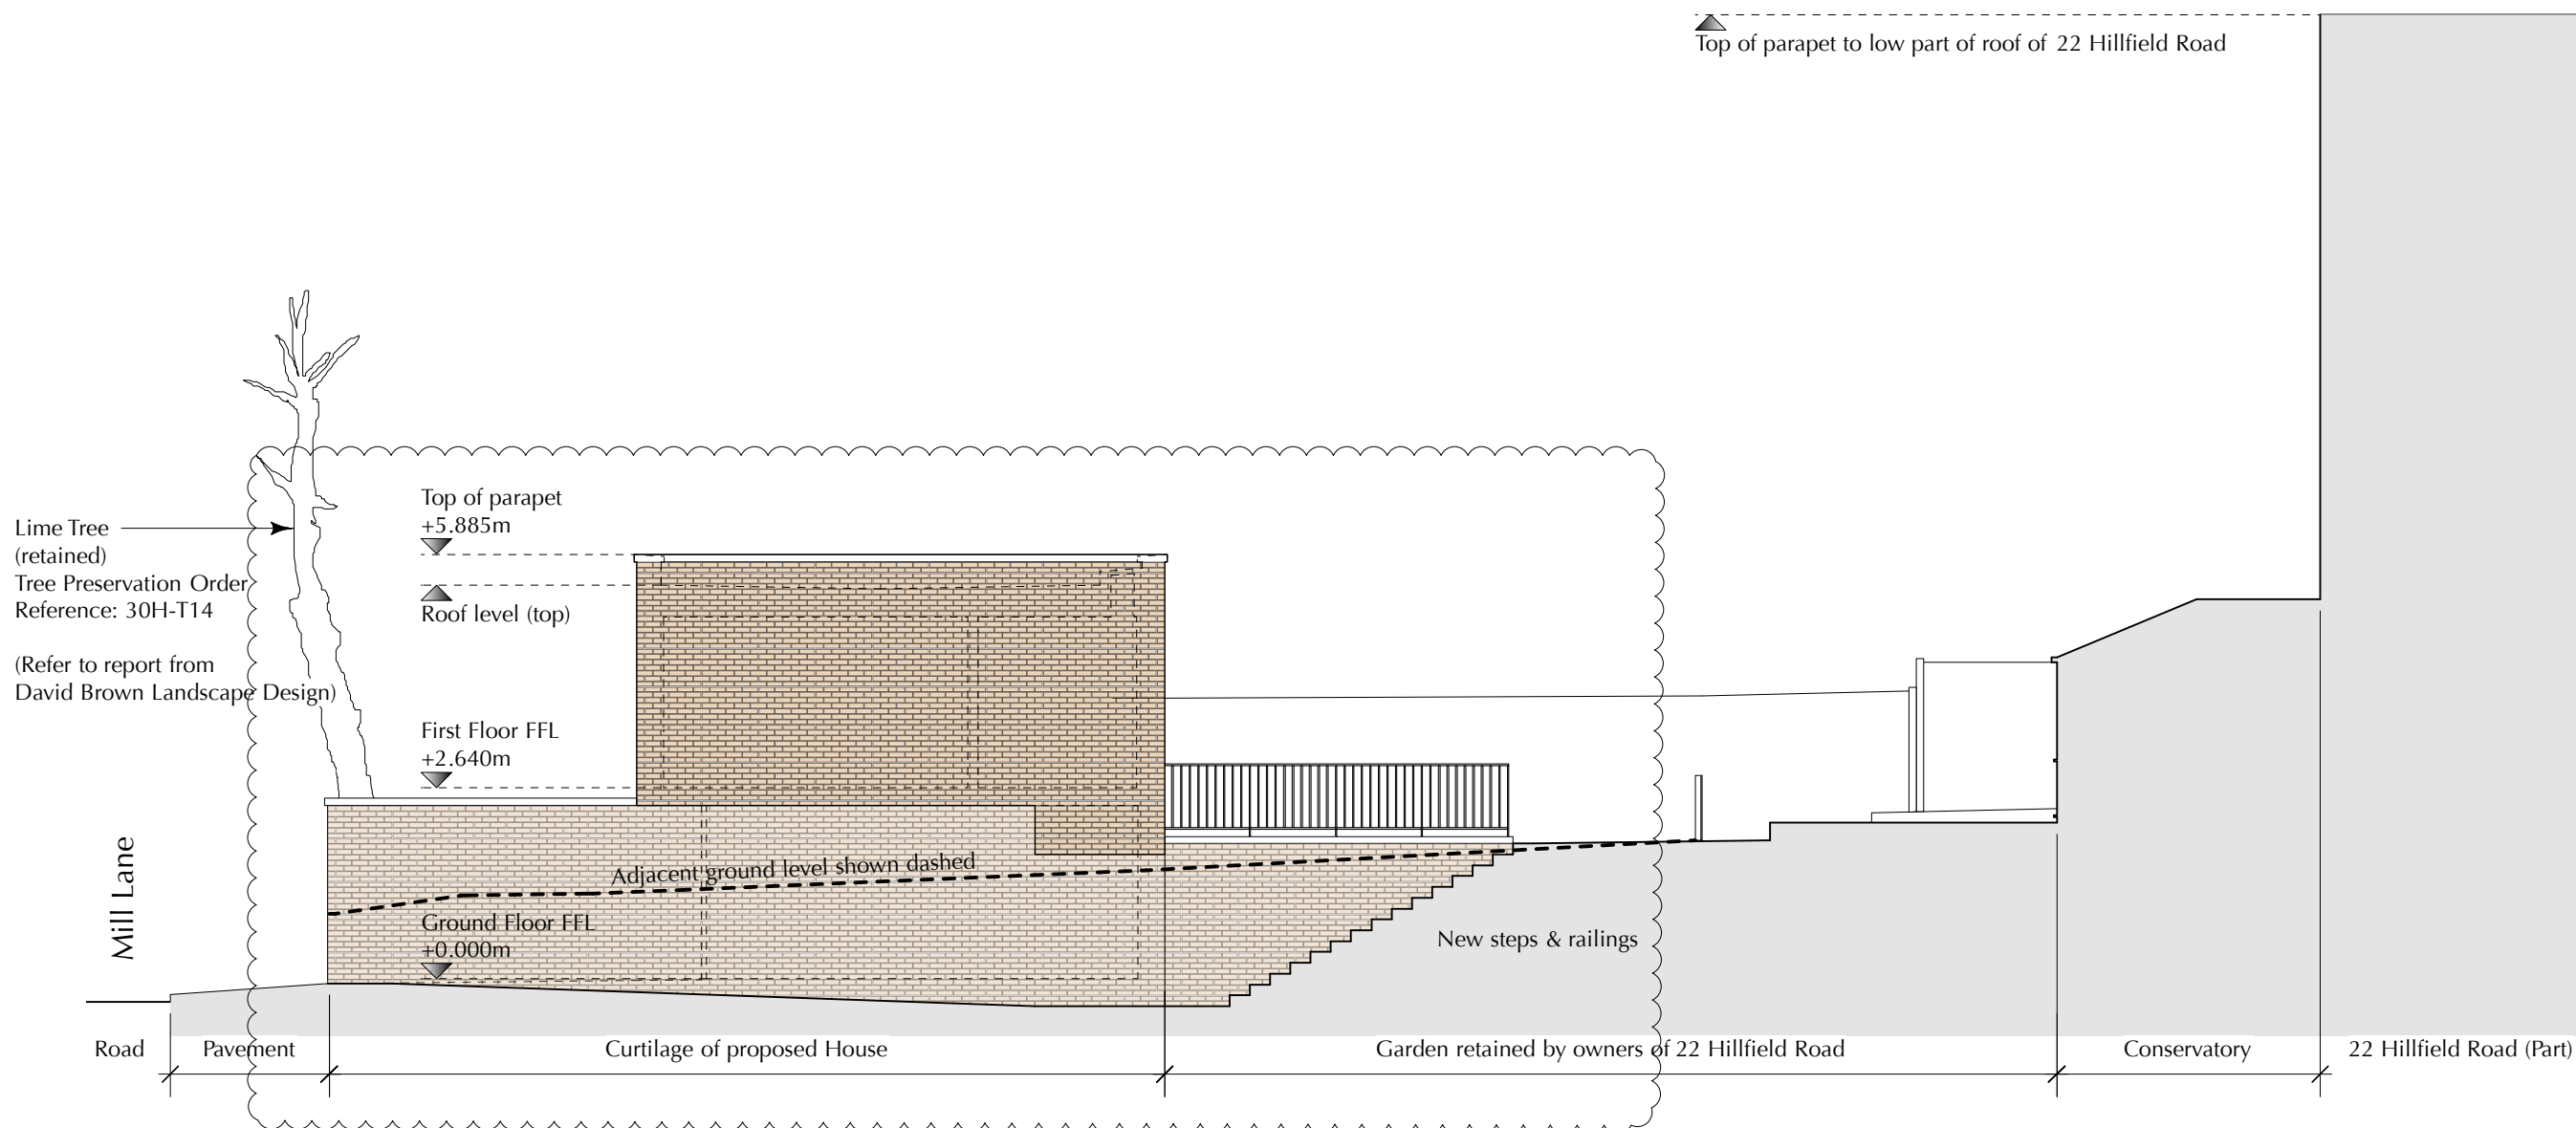 Top of parapet to low part of roof of 22 Hillfield Road
Top of parapet
+5.885m
Lime Tree
(retained)
Tree Preservation Order
Reference: 30H-T14
(Refer to report from
David Brown Landscape Design)
Roof level (top)
First Floor FFL
+2.640m
Mill Lane
Adjacent ground level shown dashed
Ground Floor FFL
+0.000m
New steps & railings
Road
Pavement
Curtilage of proposed House
Garden retained by owners of 22 Hillfield Road
Conservatory
22 Hillfield Road (Part)